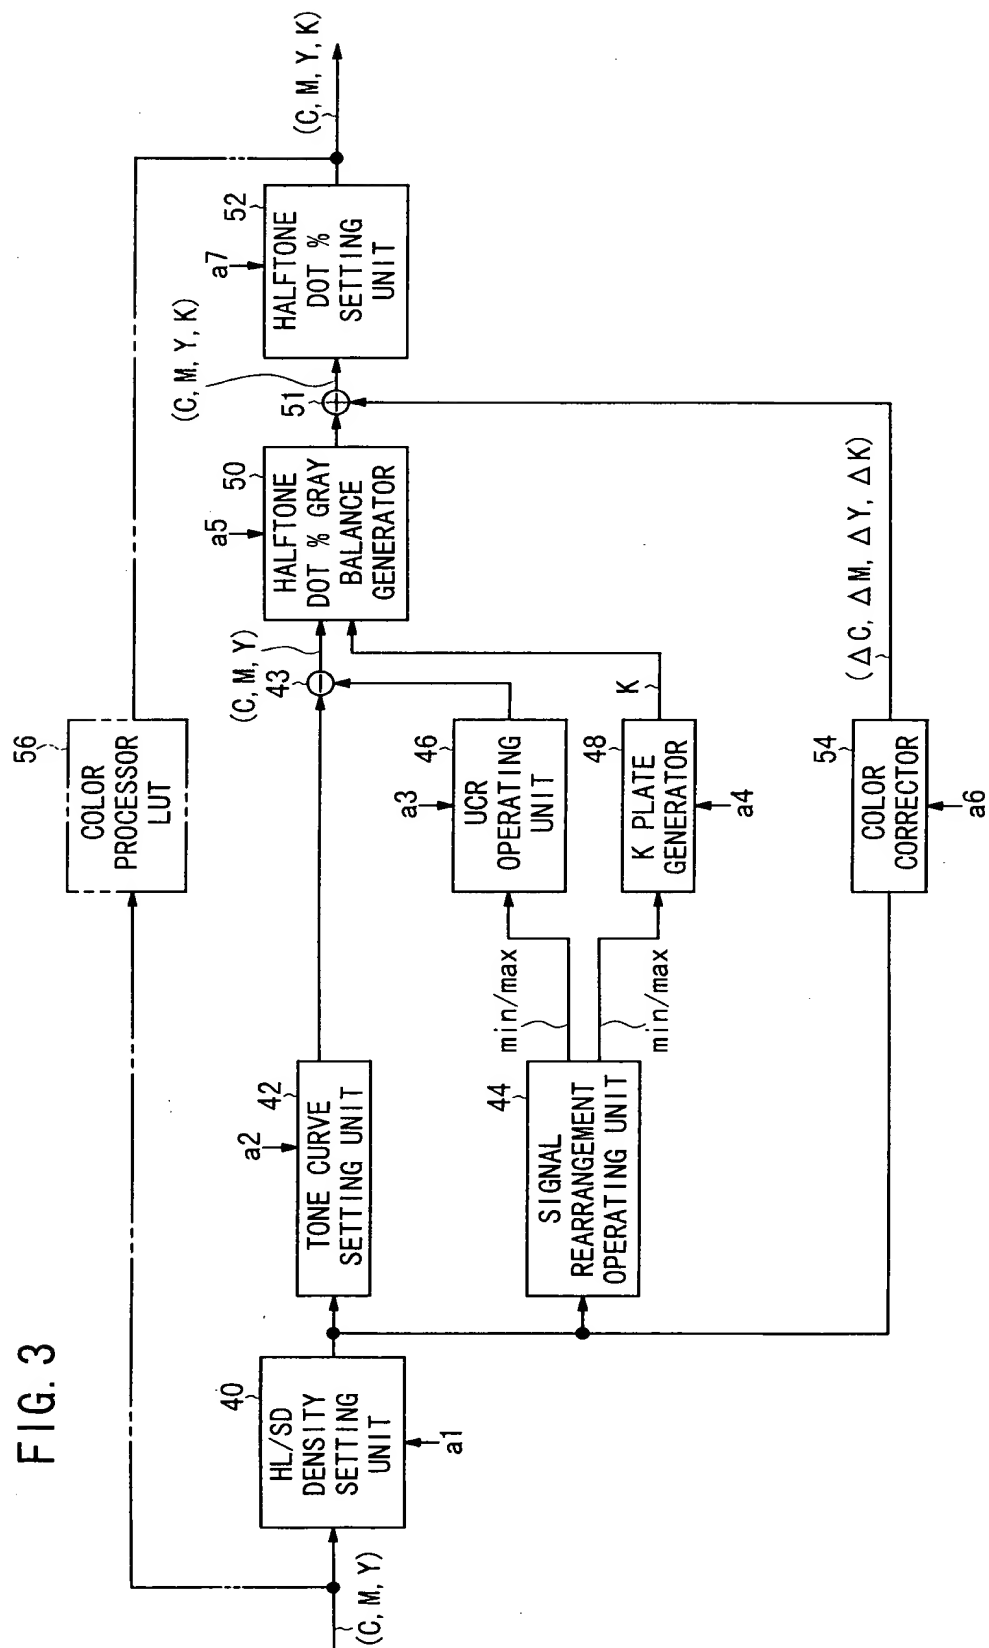 FIG. 3
(C, M, Y)
40
HL/SD
DENSITY
SETTING
UNIT
a1
56
COLOR
PROCESSOR
LUT
a2
42
TONE CURVE
SETTING UNIT
44
SIGNAL
REARRANGEMENT
OPERATING UNIT
min/max
min/max
a3
46
UCR
OPERATING
UNIT
48
K PLATE
GENERATOR
a4
K
54
COLOR
CORRECTOR
a6
(ΔC, ΔM, ΔY, ΔK)
43
(C, M, Y)
a5
50
HALFTONE
DOT % GRAY
BALANCE
GENERATOR
51
(C, M, Y, K)
a7
52
HALFTONE
DOT %
SETTING
UNIT
(C, M, Y, K)